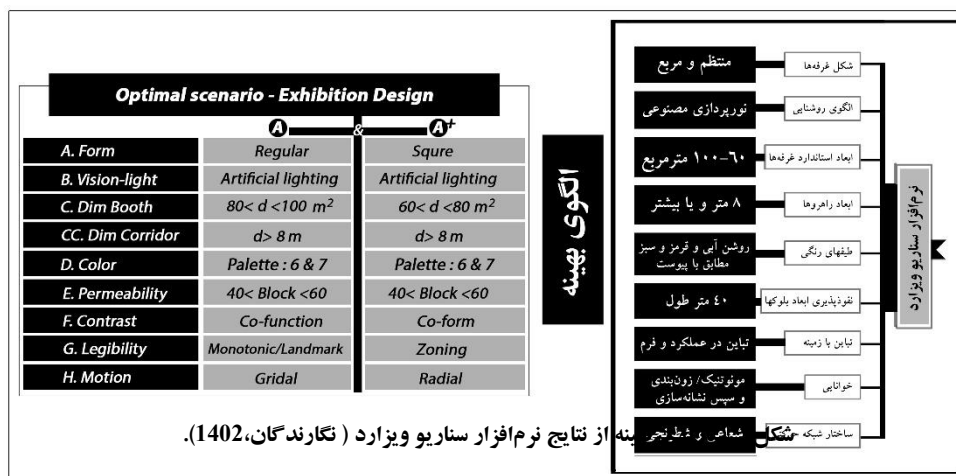 Optimal scenario - Exhibition Design
A & A+
A. Form Regular Squre
B. Vision-light Artificial lighting Artificial lighting
C. Dim Booth 80< d <100 m² 60< d <80 m²
CC. Dim Corridor d> 8 m d> 8 m
D. Color Palette : 6 & 7 Palette : 6 & 7
E. Permeability 40< Block <60 40< Block <60
F. Contrast Co-function Co-form
G. Legibility Monotonic/Landmark Zoning
H. Motion Gridal Radial
الگوی بهینه
نرم‌افزار سناریو ویزارد
شکل غرفه‌ها منتظم و مربع
الگوی روشنایی نورپردازی مصنوعی
ابعاد استاندارد غرفه‌ها ۶۰-۱۰۰ مترمربع
ابعاد راهروها ۸ متر و یا بیشتر
طیفهای رنگی روشن آبی و قرمز و سبز
مطابق با پیوست
نفوذپذیری ابعاد بلوکها ٤٠ متر طول
تباین با زمینه تباین در عملکرد و فرم
خوانایی مونوتنیک/ زون‌بندی
و سپس نشانه‌سازی
ساختار شبکه شعاعی و شطرنجی
شکل از نتایج نرم‌افزار سناریو ویزارد ( نگارندگان،1402).